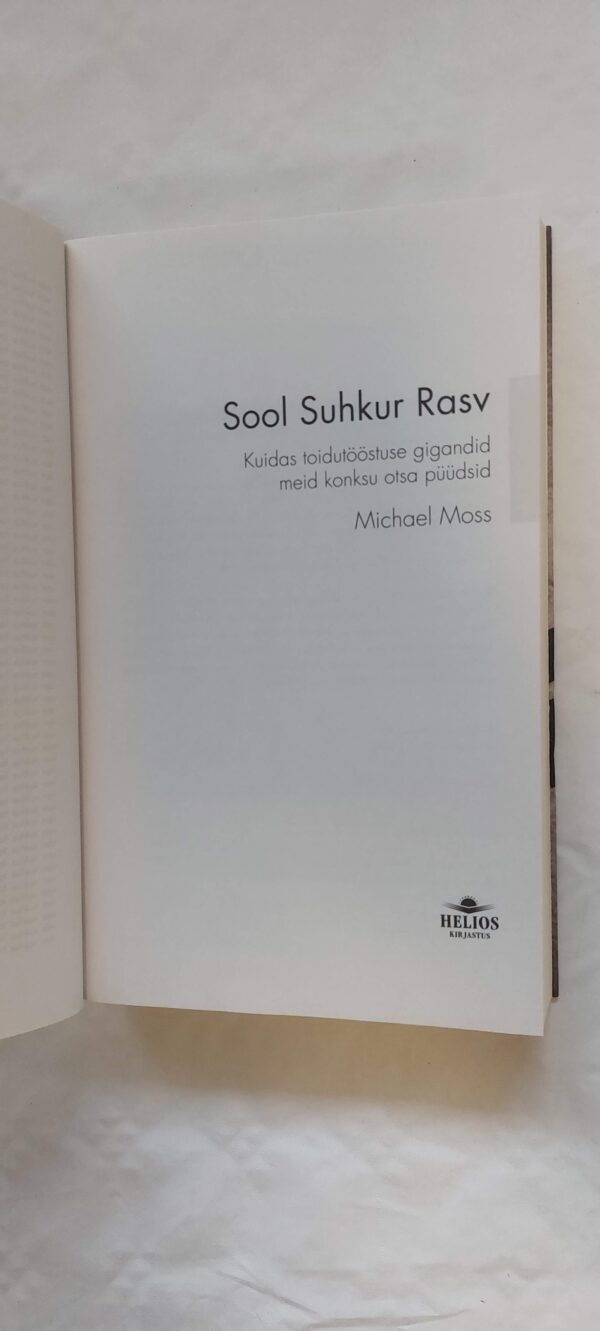 Sool Suhkur Rasv
Kuidas toidutööstuse gigandid
meid konksu otsa püüdsid
Michael Moss
HELIOS
KIRJASTUS